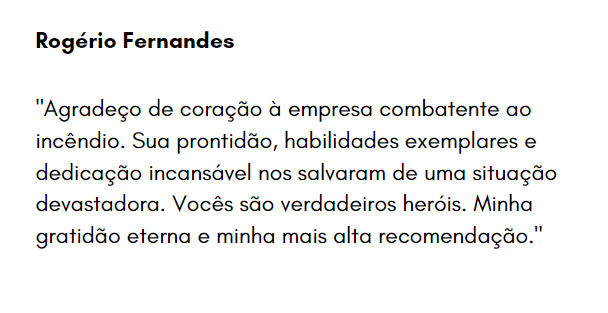 Rogério Fernandes
"Agradeço de coração à empresa combatente ao
incêndio. Sua prontidão, habilidades exemplares e
dedicação incansável nos salvaram de uma situação
devastadora. Vocês são verdadeiros heróis. Minha
gratidão eterna e minha mais alta recomendação."